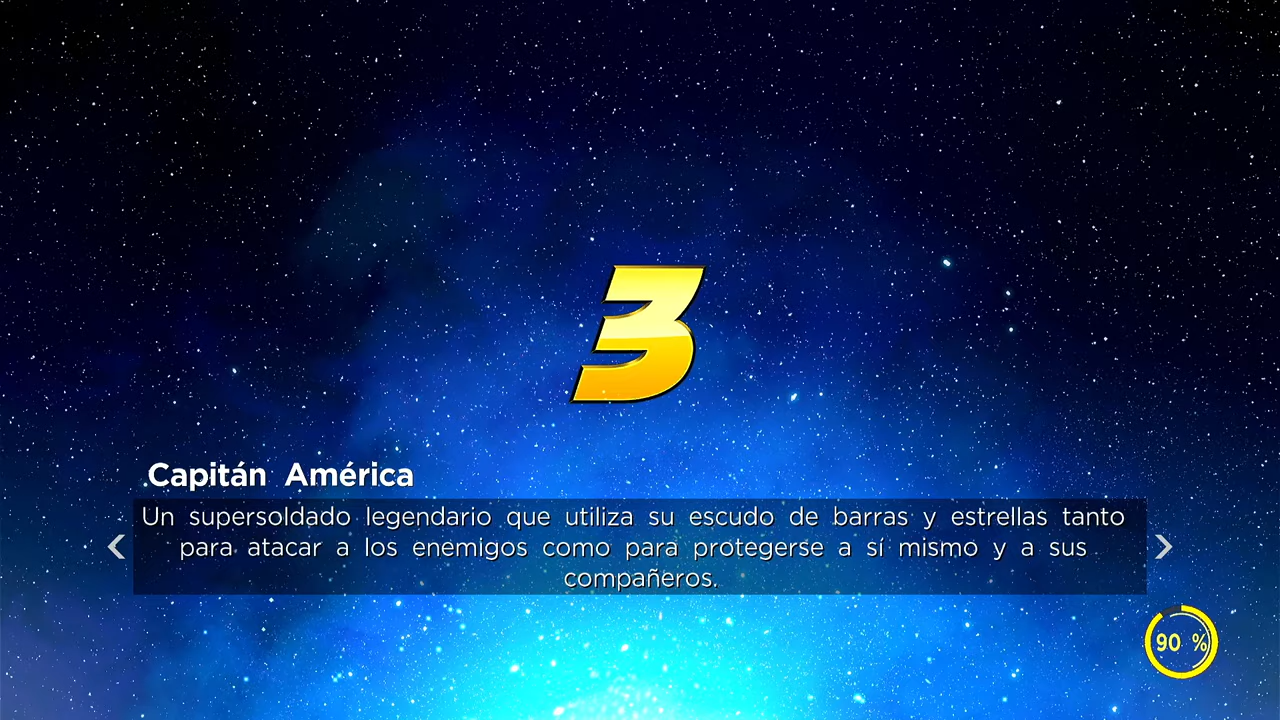 3
Capitán América
Un supersoldado legendario que utiliza su escudo de barras y estrellas tanto
para atacar a los enemigos como para protegerse a sí mismo y a sus
compañeros.
90 %